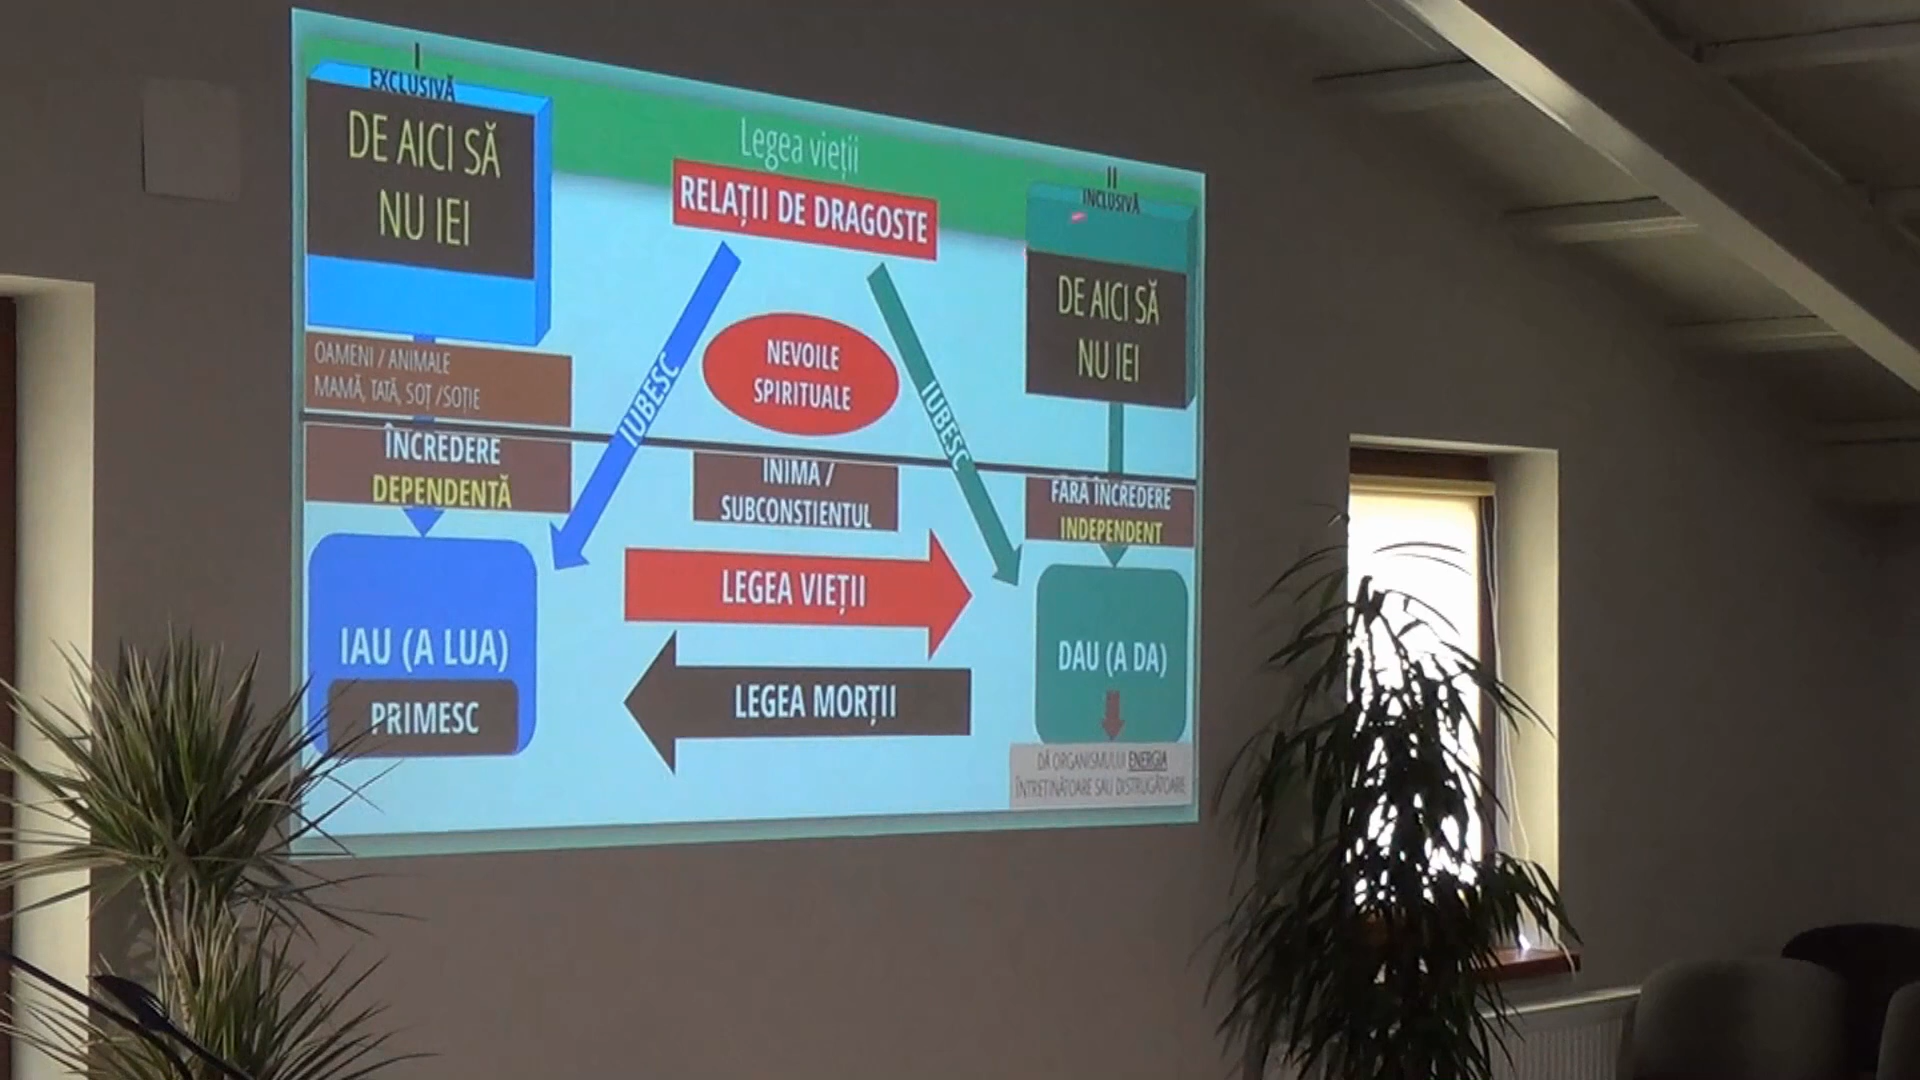 I
EXCLUSIVĂ
DE AICI SĂ
NU IEI
OAMENI / ANIMALE
MAMĂ, TATĂ, SOȚ /SOȚIE
ÎNCREDERE
DEPENDENTĂ
IAU (A LUA)
PRIMESC
Legea vieții
RELAȚII DE DRAGOSTE
IUBESC
NEVOILE
SPIRITUALE
IUBESC
INIMA /
SUBCONSTIENTUL
LEGEA VIEȚII
LEGEA MORȚII
II
INCLUSIVĂ
DE AICI SĂ
NU IEI
FĂRĂ ÎNCREDERE
INDEPENDENT
DAU (A DA)
DĂ ORGANISMULUI ENERGIA
ÎNTREȚINĂTOARE SAU DISTRUGĂTOARE